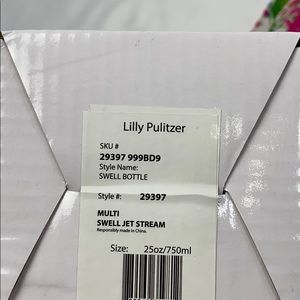 Lilly Pulitzer
SKU #
29397 999BD9
Style Name:
SWELL BOTTLE
Style #: 29397
MULTI
SWELL JET STREAM
Responsibly made in China.
Size: 25oz/750ml